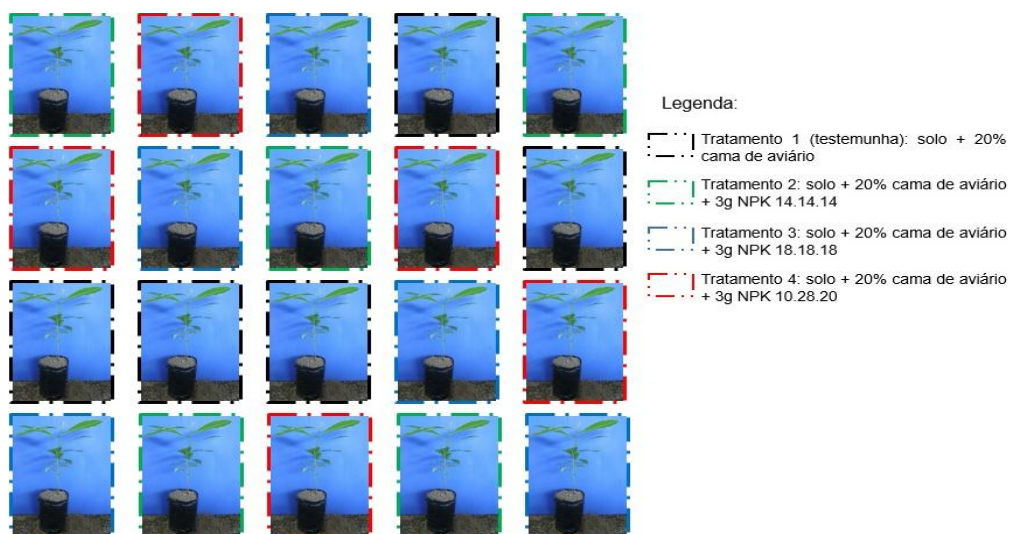 Legenda:
Tratamento 1 (testemunha): solo + 20%
cama de aviário
Tratamento 2: solo + 20% cama de aviário
+ 3g NPK 14.14.14
Tratamento 3: solo + 20% cama de aviário
+ 3g NPK 18.18.18
Tratamento 4: solo + 20% cama de aviário
+ 3g NPK 10.28.20